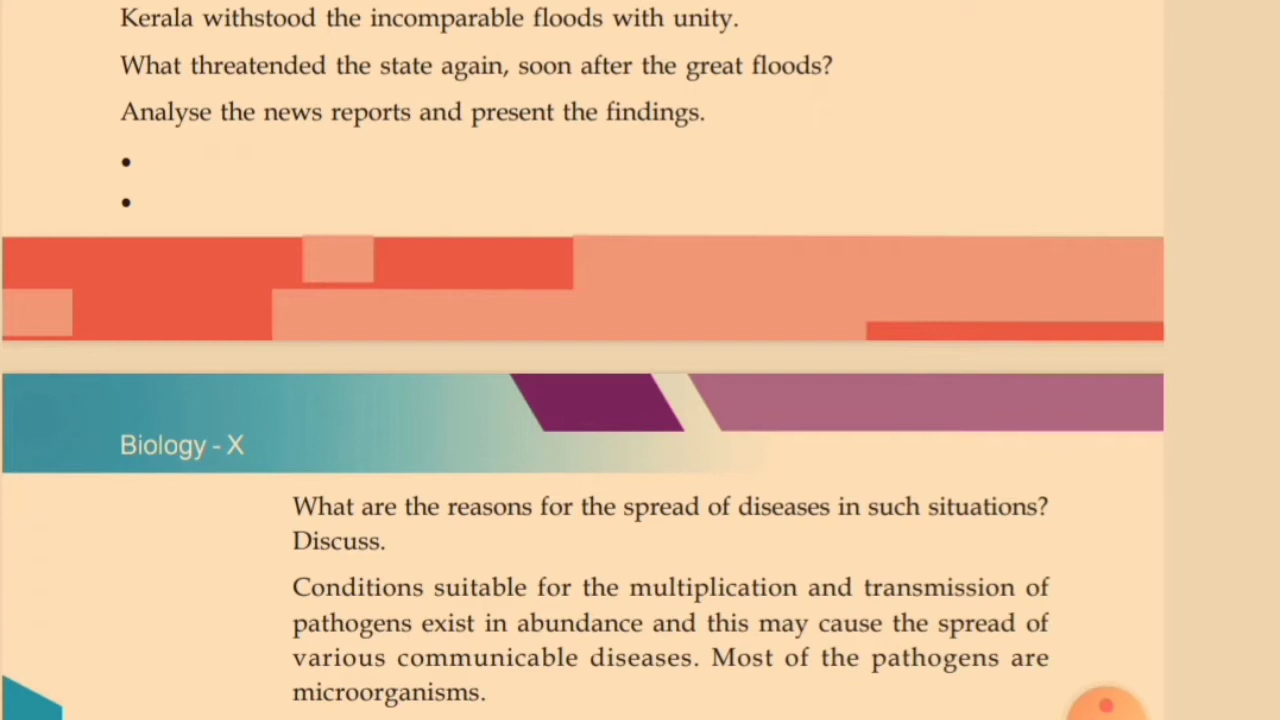 Kerala withstood the incomparable floods with unity.
What threatended the state again, soon after the great floods?
Analyse the news reports and present the findings.
•
•
Biology - X
What are the reasons for the spread of diseases in such situations?
Discuss.
Conditions suitable for the multiplication and transmission of
pathogens exist in abundance and this may cause the spread of
various communicable diseases. Most of the pathogens are
microorganisms.